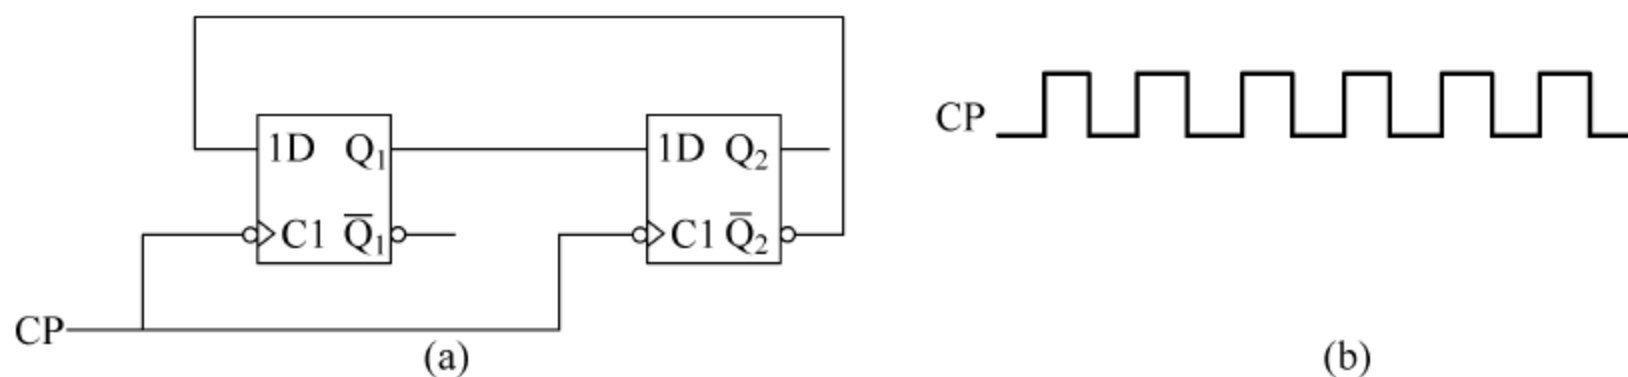 1D Q₁ 1D Q₂
C1 Q̅₁ C1 Q̅₂
CP
(a)
CP
(b)